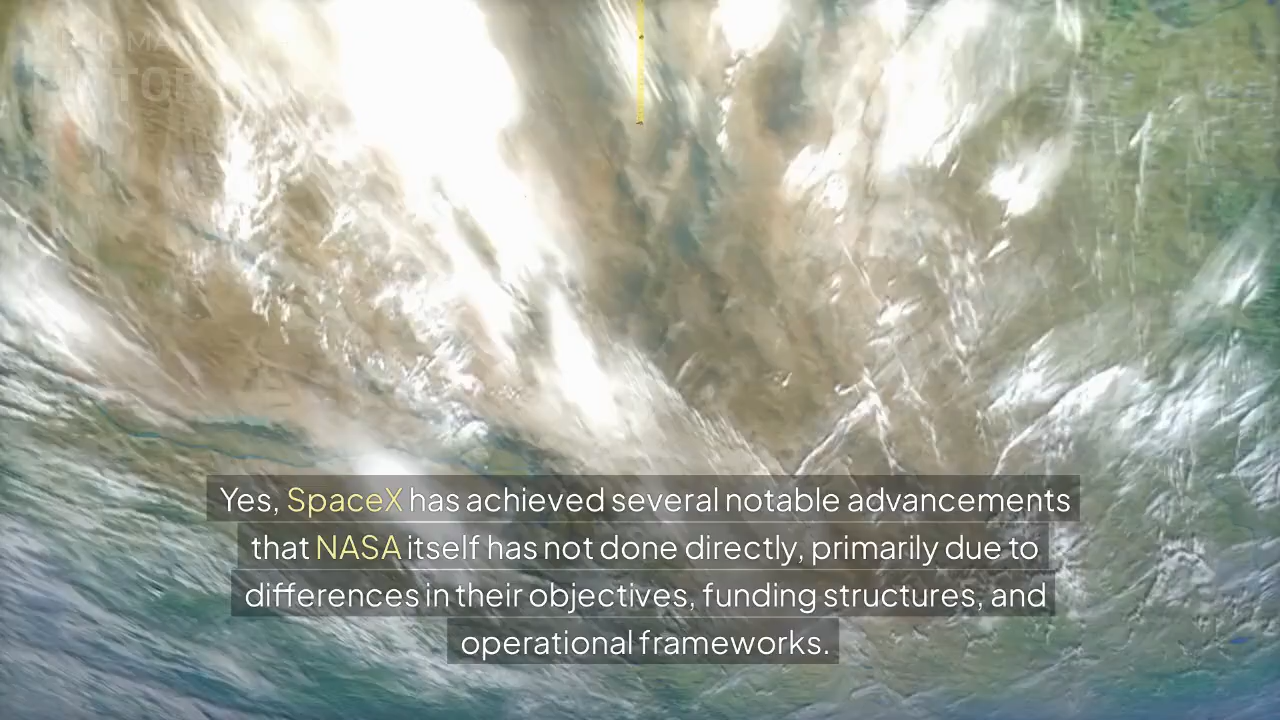 Yes, SpaceX has achieved several notable advancements
that NASA itself has not done directly, primarily due to
differences in their objectives, funding structures, and
operational frameworks.